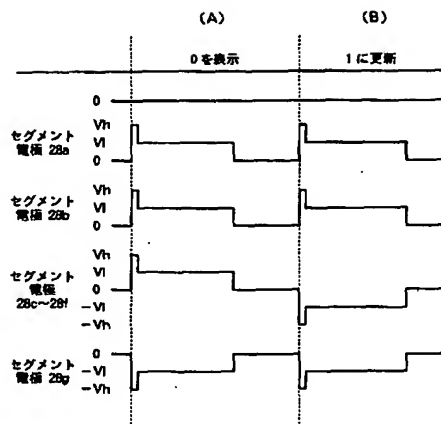 (A) (B)
0を表示 1に更新
0
セグメント
電極 28a
Vh
Vl
0
セグメント
電極 28b
Vh
Vl
0
セグメント
電極
28c~28f
Vh
Vl
0
-Vl
-Vh
セグメント
電極 28g
0
-Vl
-Vh